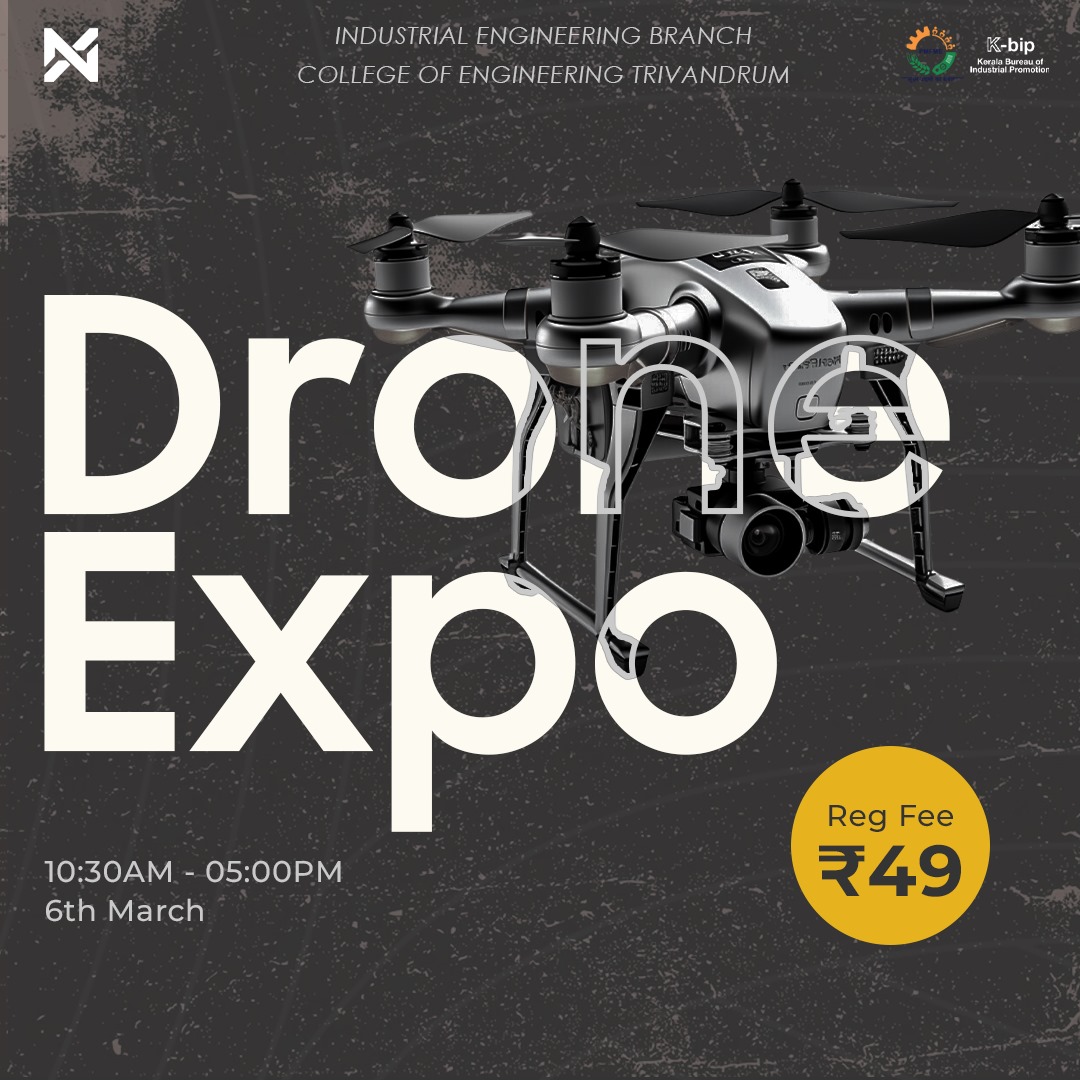 INDUSTRIAL ENGINEERING BRANCH
COLLEGE OF ENGINEERING TRIVANDRUM
K-bip
Kerala Bureau of
Industrial Promotion
Drone
Expo
10:30AM - 05:00PM
6th March
Reg Fee
₹49